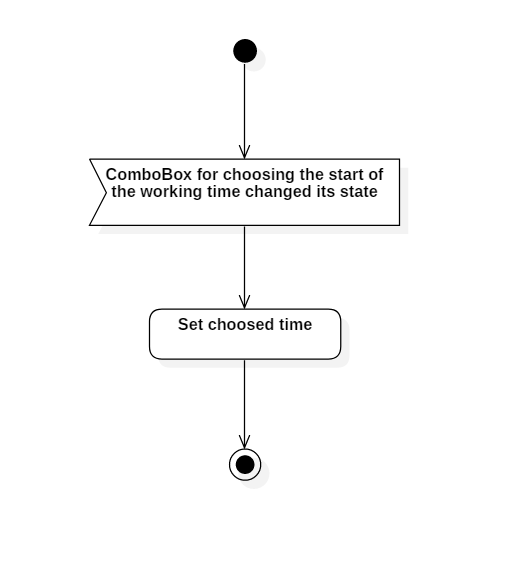 ComboBox for choosing the start of
the working time changed its state
Set choosed time